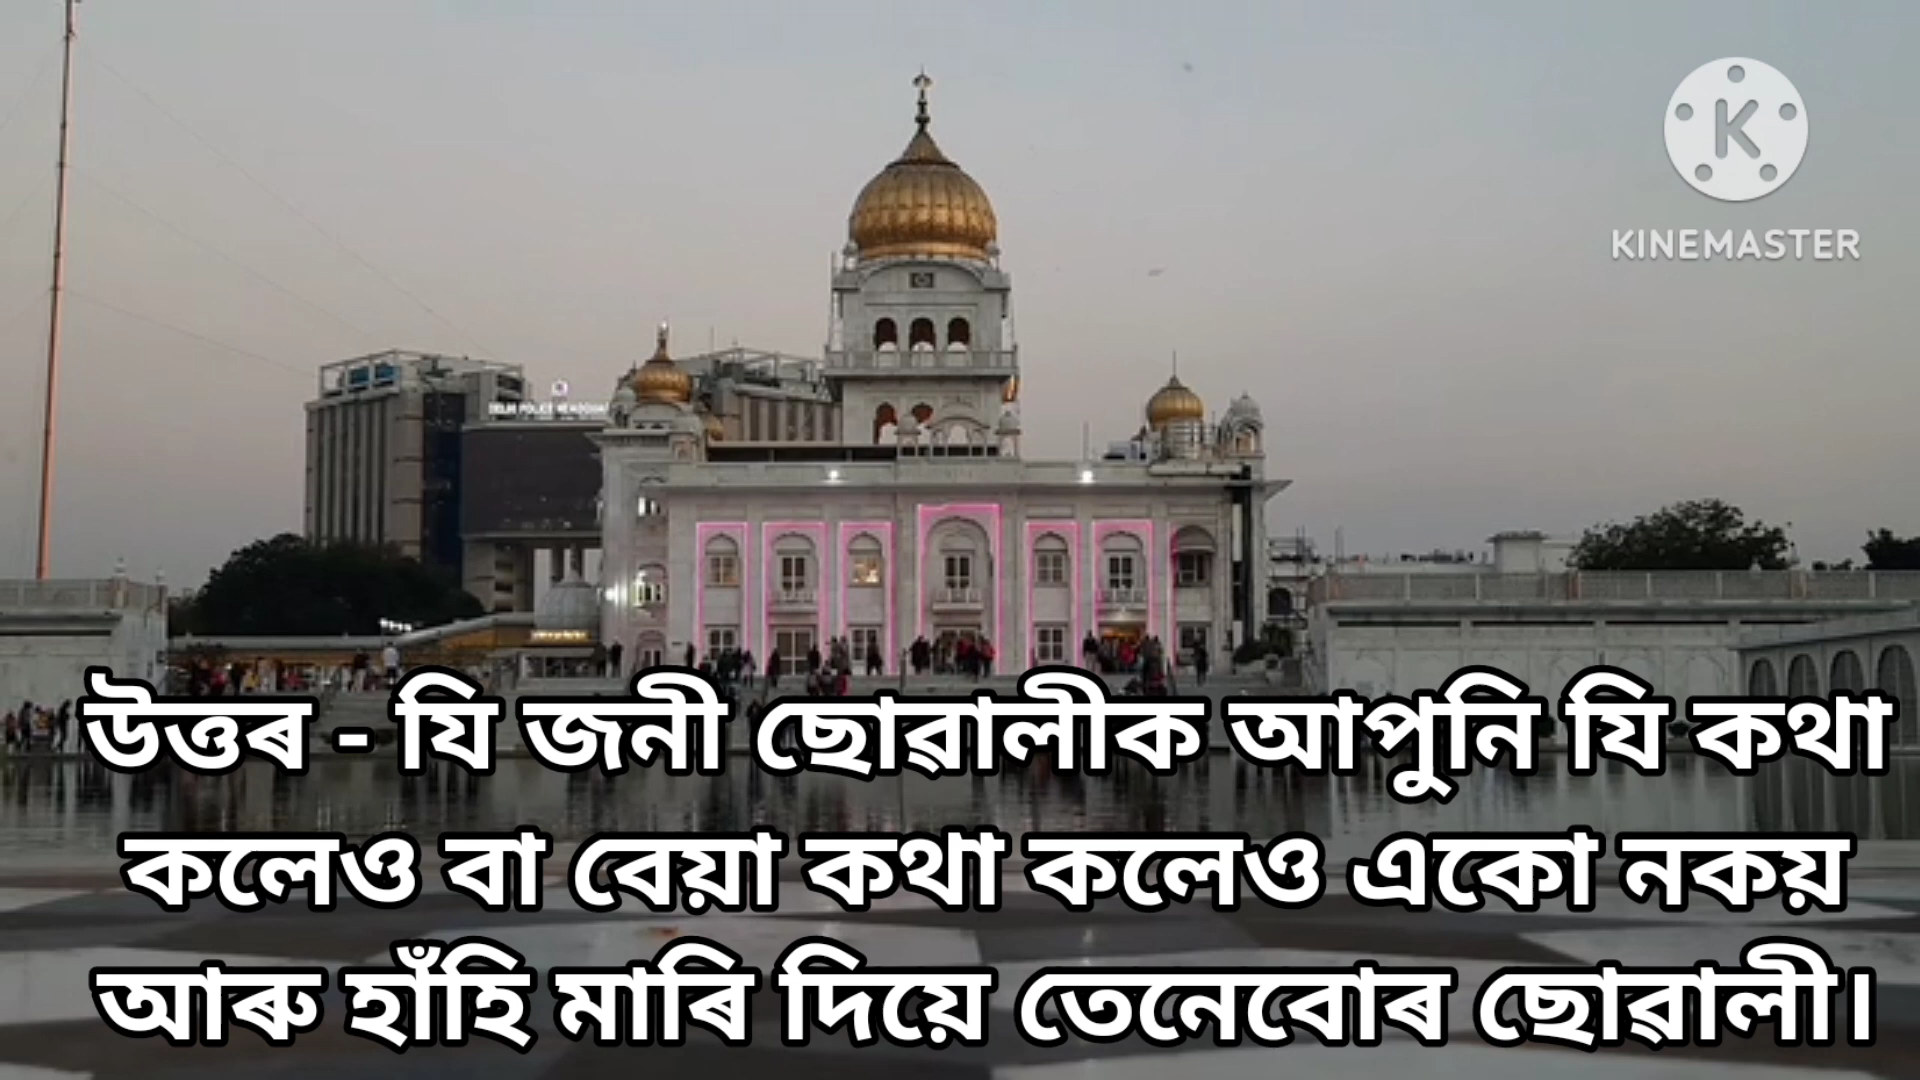 KINEMASTER
উত্তৰ - যি জনী ছোৱালীক আপুনি যি কথা
কলেও বা বেয়া কথা কলেও একো নকয়
আৰু হাঁহি মাৰি দিয়ে তেনেবোৰ ছোৱালী।